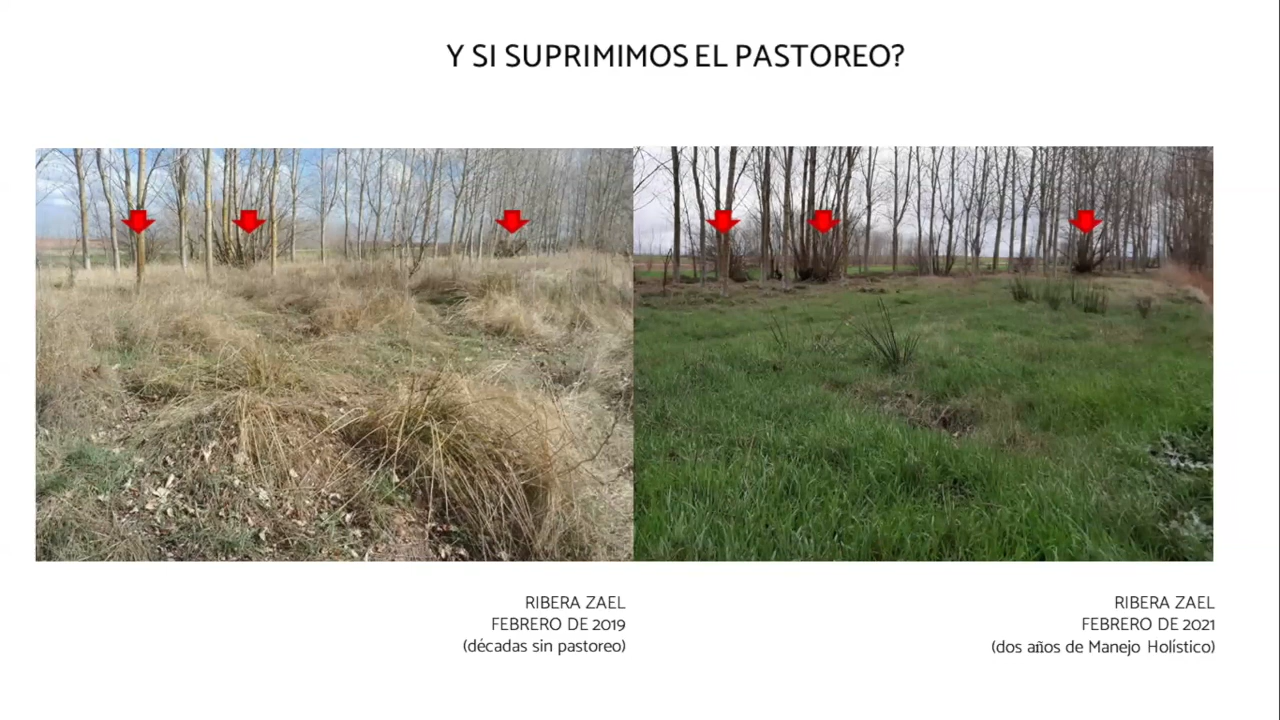 Y SI SUPRIMIMOS EL PASTOREO?
RIBERA ZAEL
FEBRERO DE 2019
(décadas sin pastoreo)
RIBERA ZAEL
FEBRERO DE 2021
(dos años de Manejo Holístico)